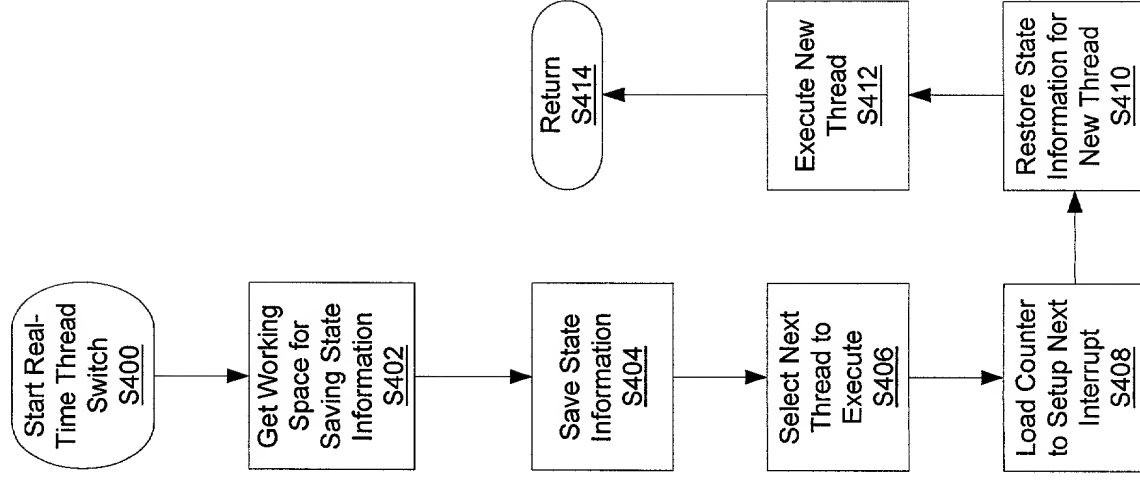 Start Real-
Time Thread
Switch
S400
Get Working
Space for
Saving State
Information
S402
Save State
Information
S404
Select Next
Thread to
Execute
S406
Load Counter
to Setup Next
Interrupt
S408
Restore State
Information for
New Thread
S410
Execute New
Thread
S412
Return
S414